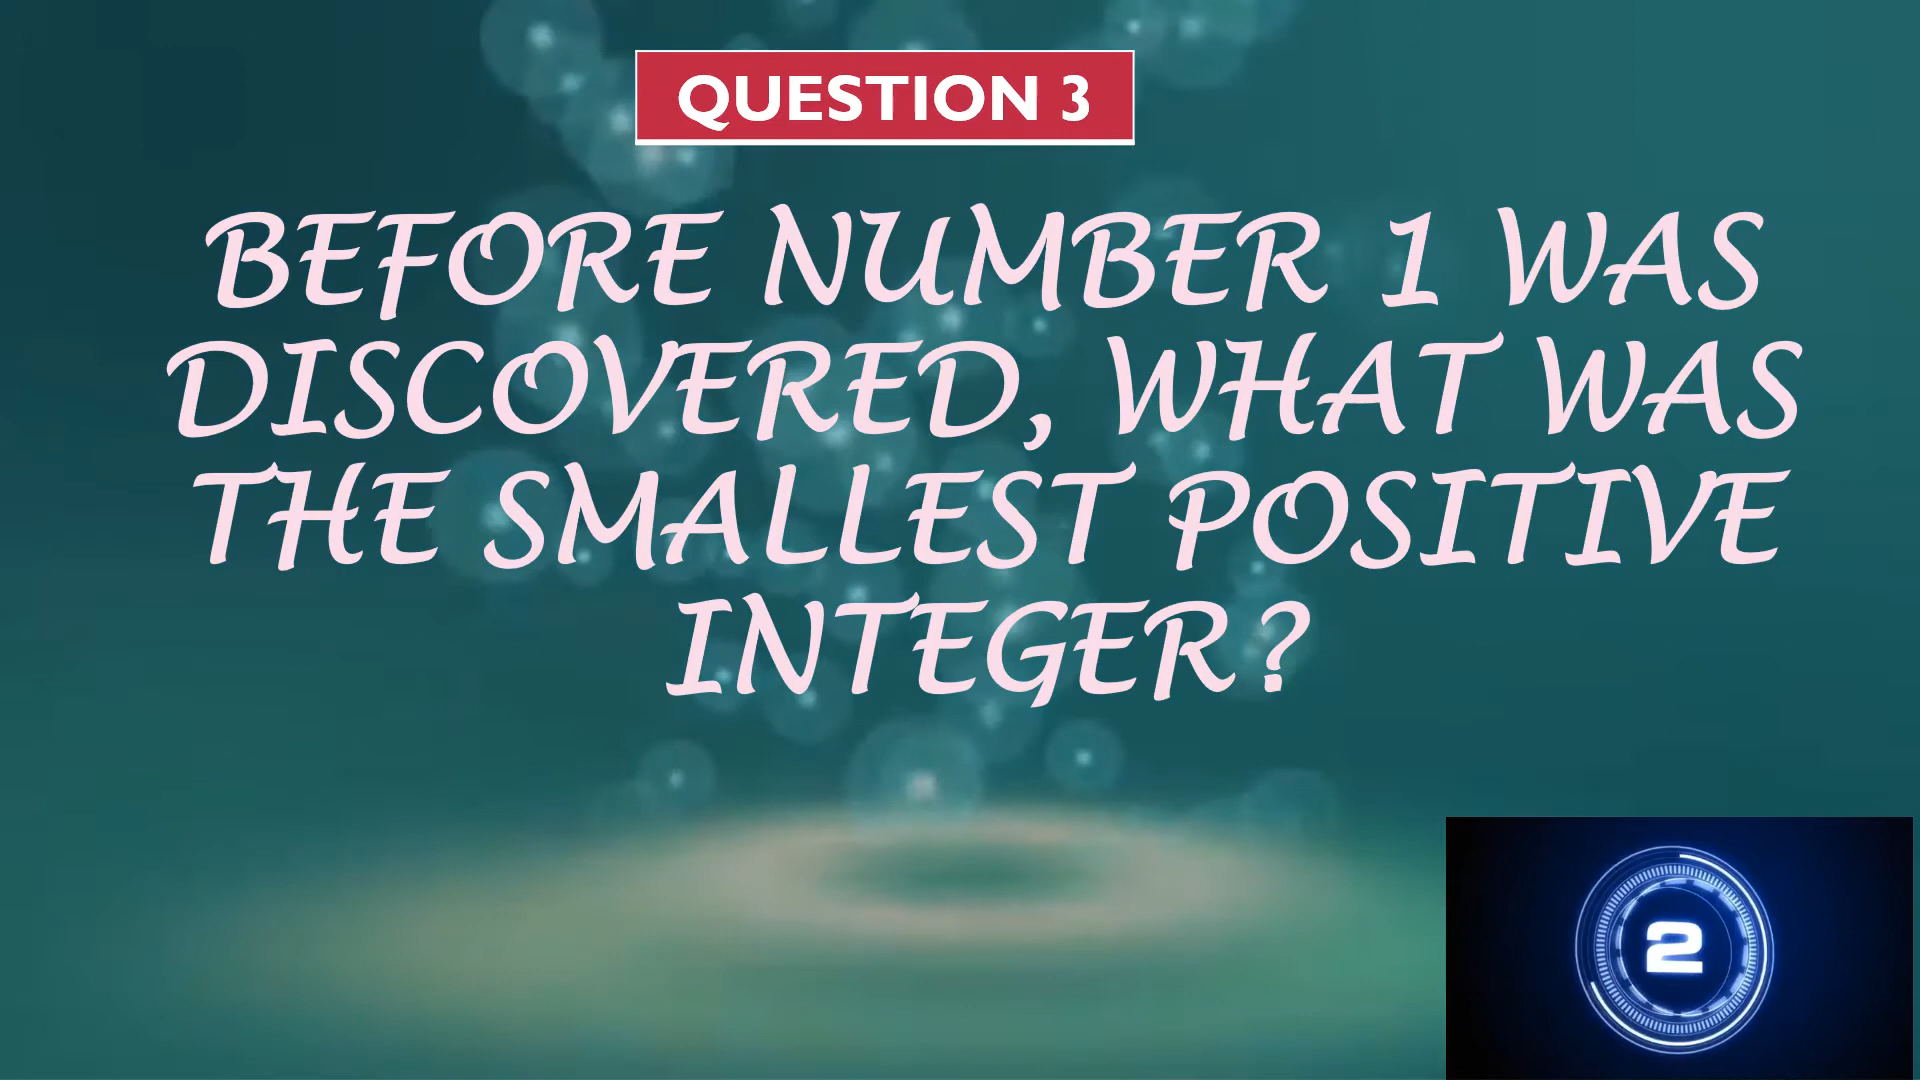 QUESTION 3
BEFORE NUMBER 1 WAS
DISCOVERED, WHAT WAS
THE SMALLEST POSITIVE
INTEGER?
2